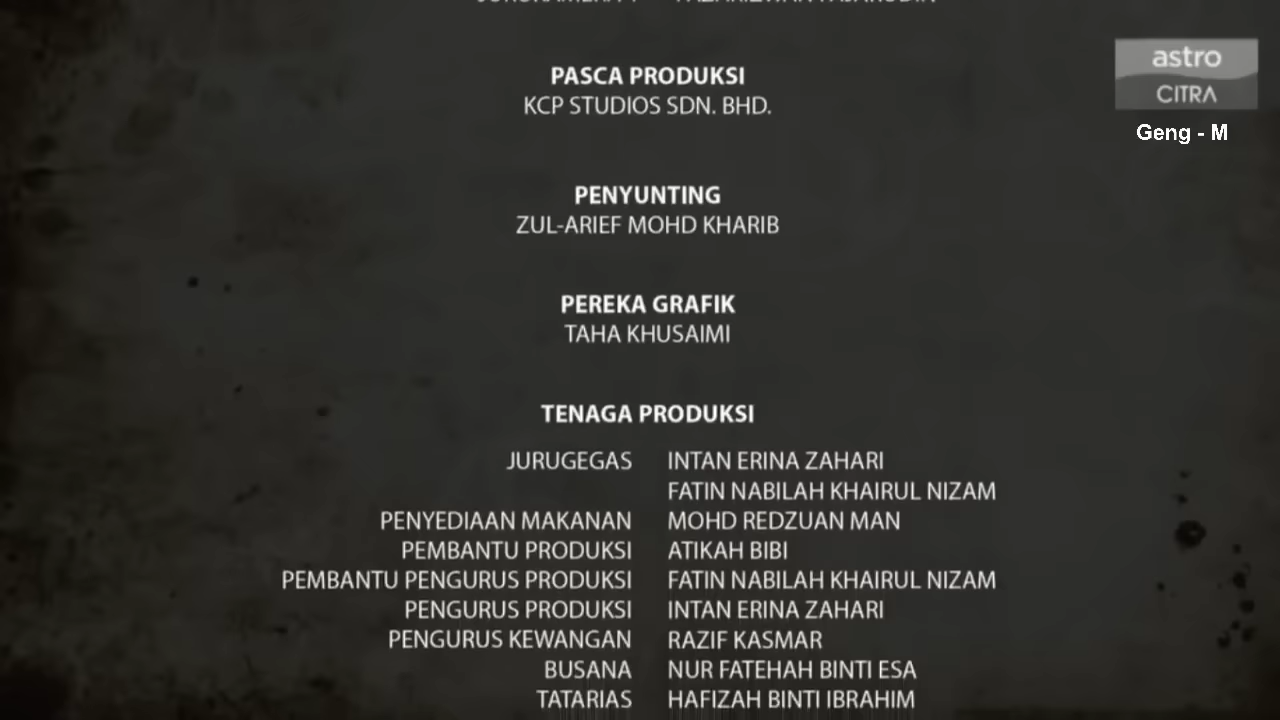 PASCA PRODUKSI
KCP STUDIOS SDN. BHD.
PENYUNTING
ZUL-ARIEF MOHD KHARIB
PEREKA GRAFIK
TAHA KHUSAIMI
TENAGA PRODUKSI
JURUGEGAS INTAN ERINA ZAHARI
FATIN NABILAH KHAIRUL NIZAM
PENYEDIAAN MAKANAN MOHD REDZUAN MAN
PEMBANTU PRODUKSI ATIKAH BIBI
PEMBANTU PENGURUS PRODUKSI FATIN NABILAH KHAIRUL NIZAM
PENGURUS PRODUKSI INTAN ERINA ZAHARI
PENGURUS KEWANGAN RAZIF KASMAR
BUSANA NUR FATEHAH BINTI ESA
TATARIAS HAFIZAH BINTI IBRAHIM
astro
CITRA
Geng - M